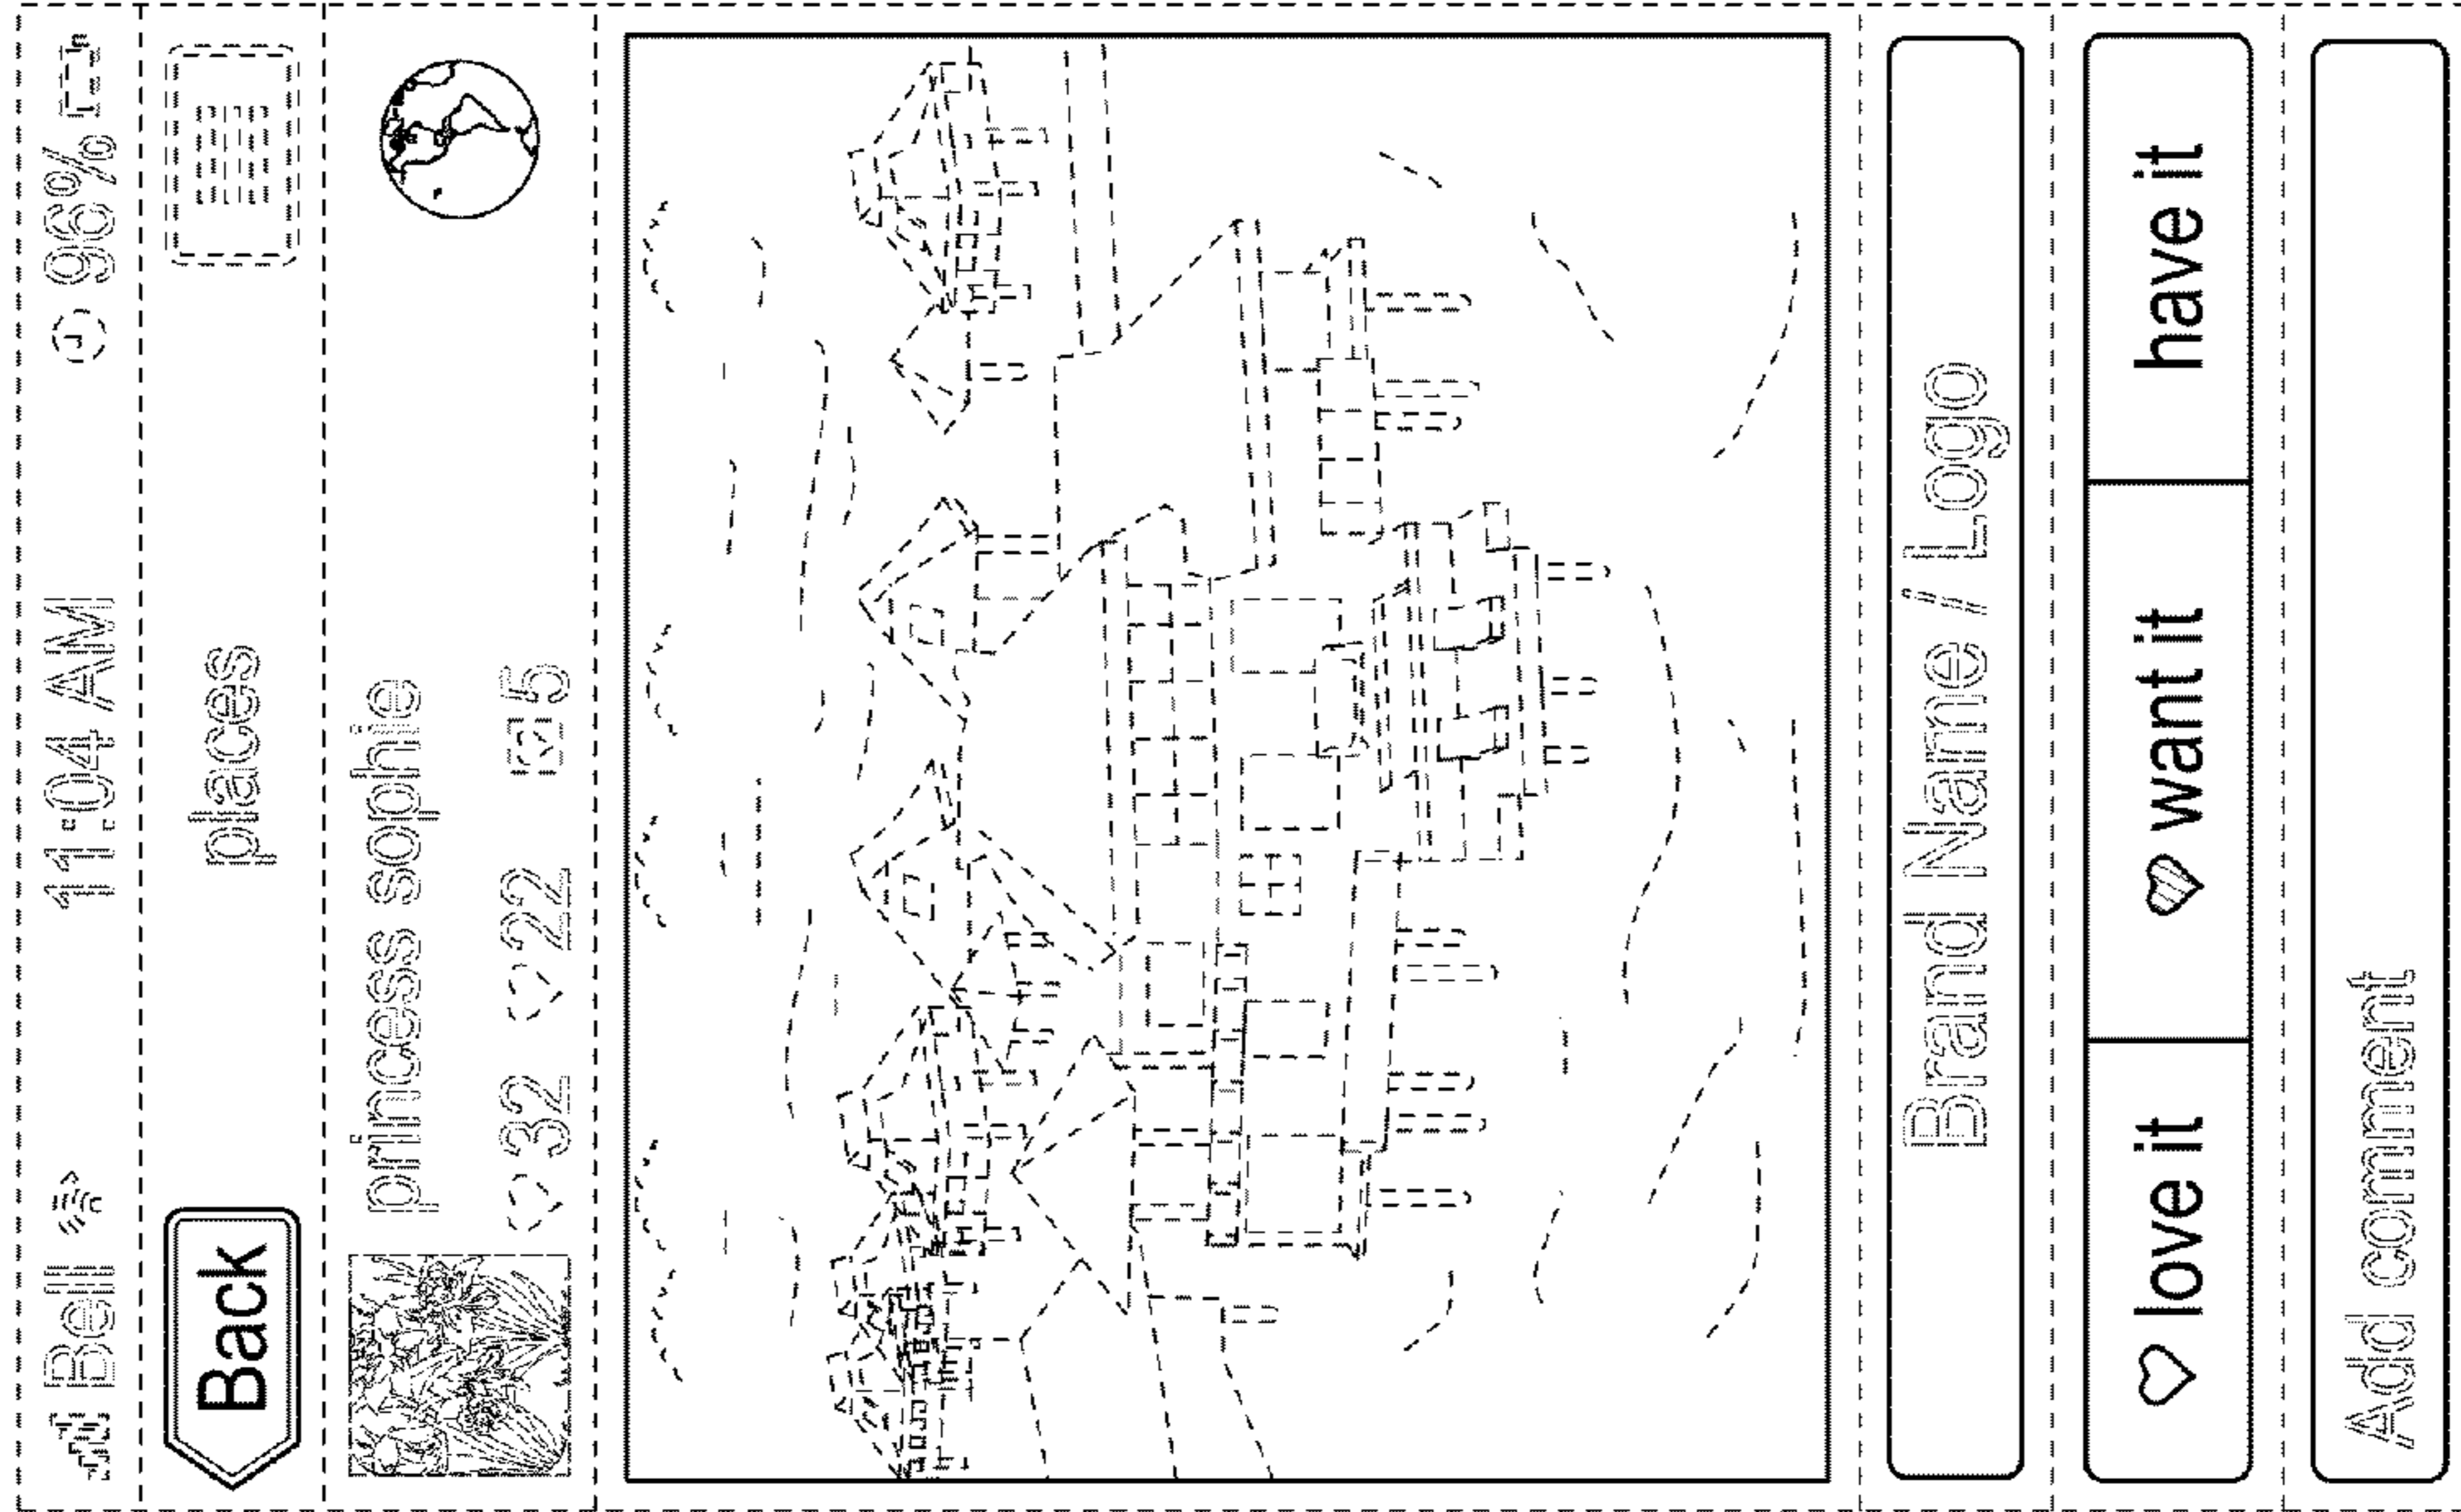 Bell 11:04 AM 96%
Back places
princess sophie
32 22 5
Brand Name / Logo
love it want it have it
Add comment